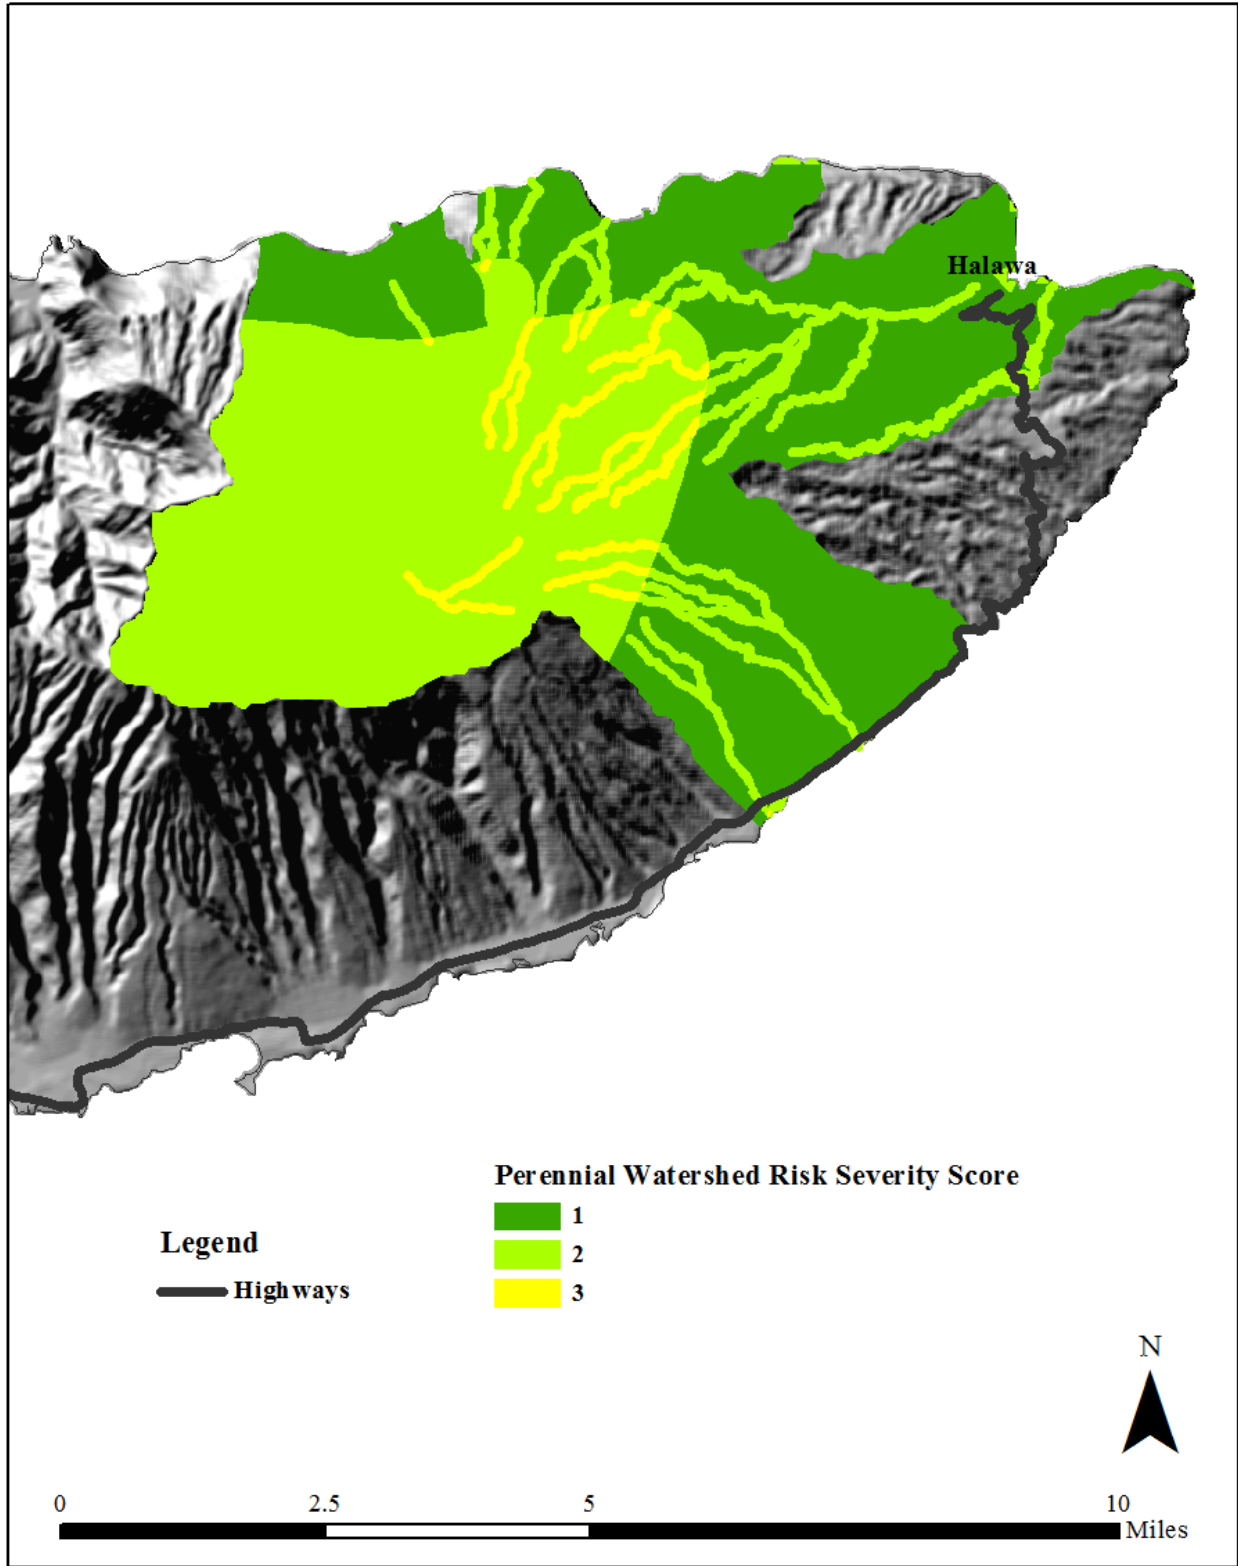 Halawa
Perennial Watershed Risk Severity Score
1
Legend
2
Highways
3
N
0 2.5 5 10
Miles